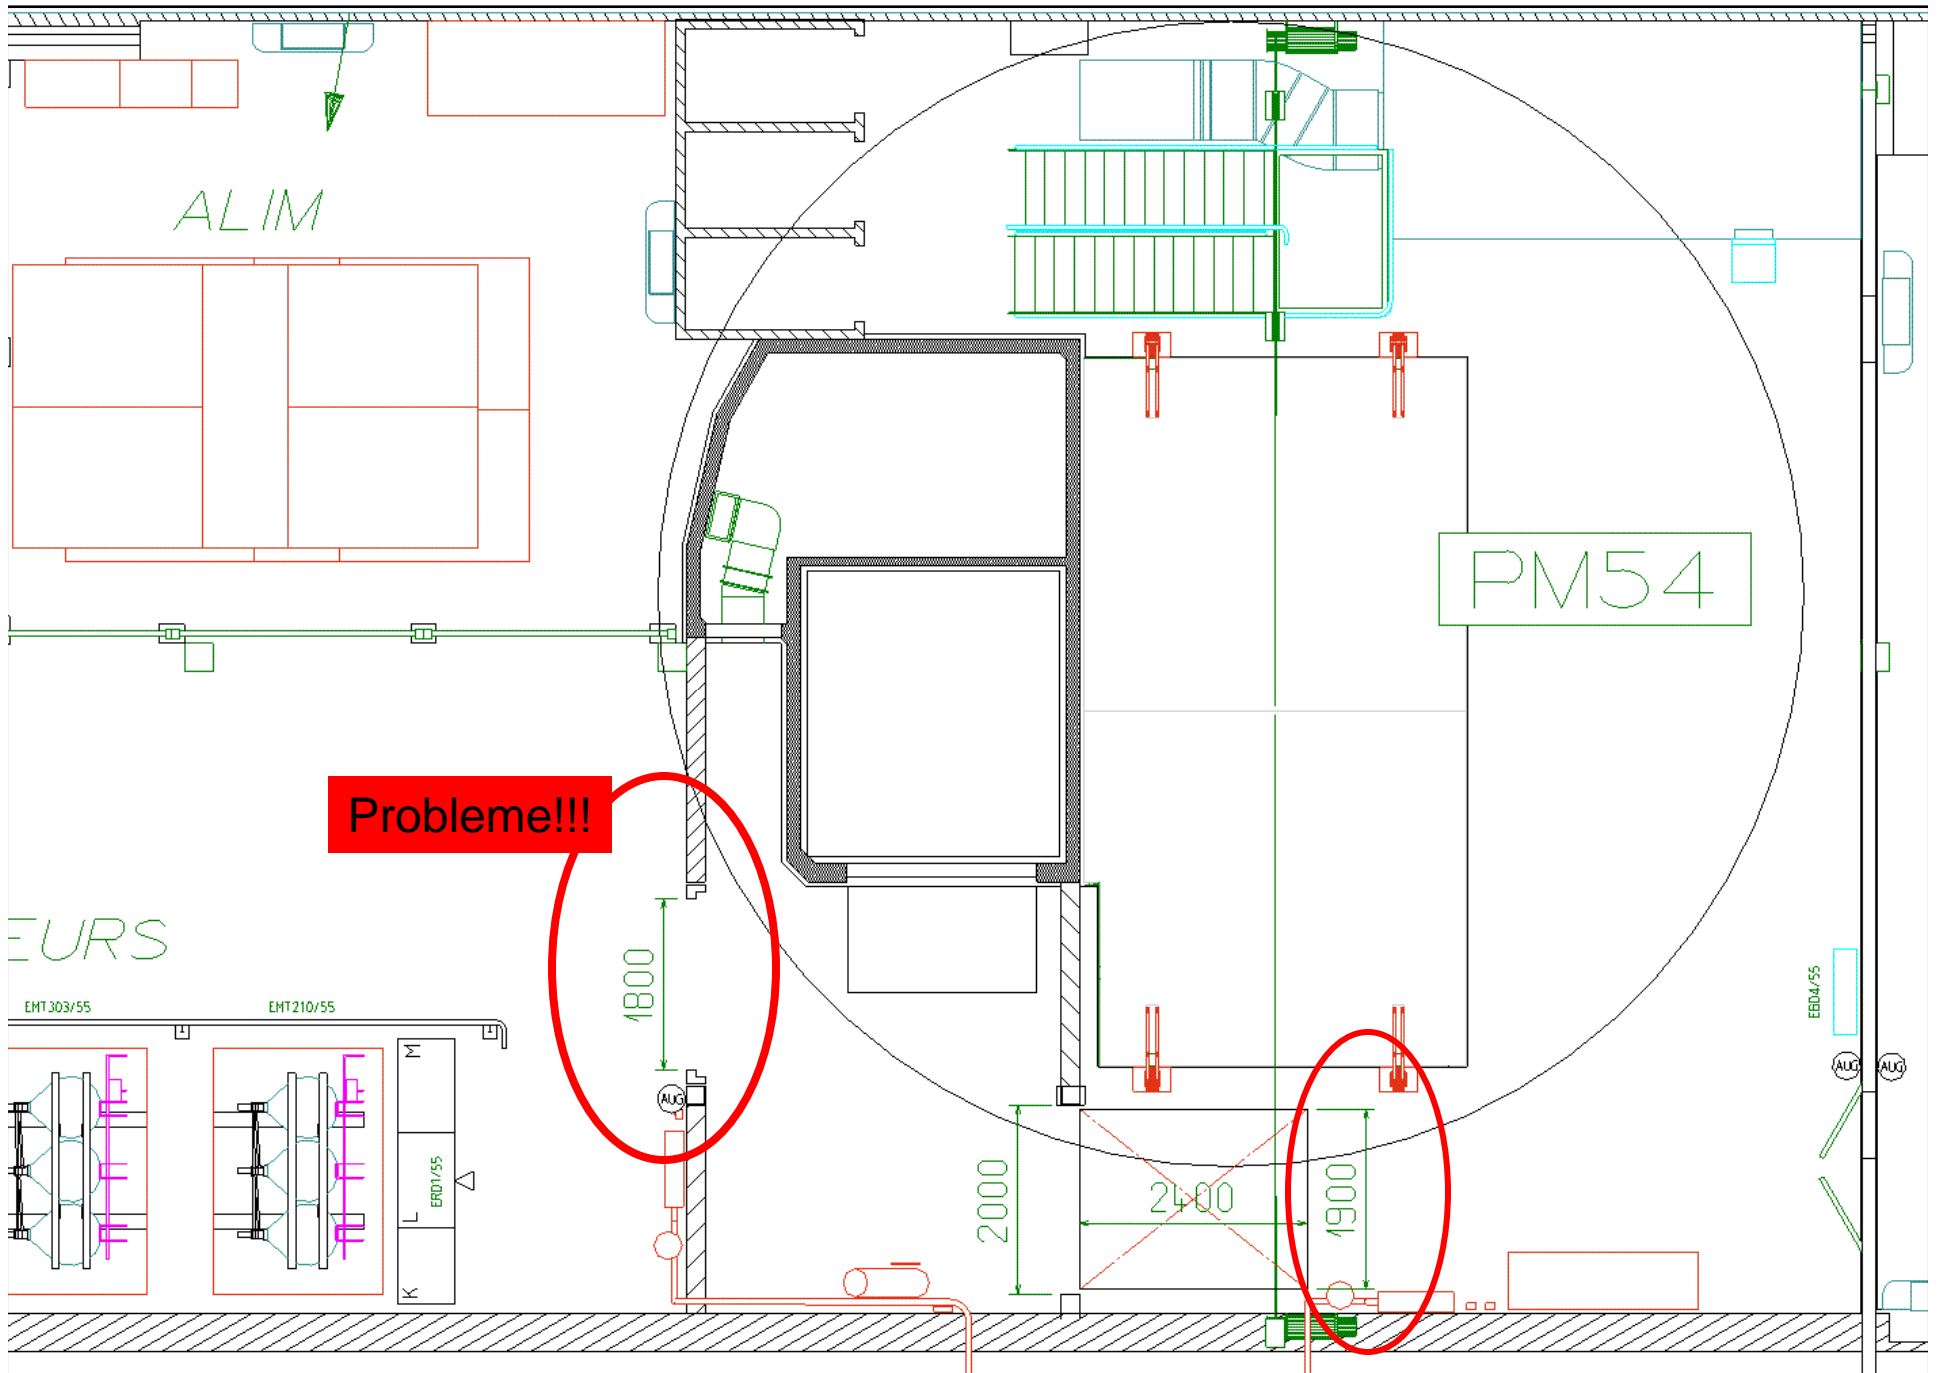 ALIM
PM54
Probleme!!!
EURS
1800
EMT303/55
EMT210/55
EBD4/55
M
AUG
AUG
AUG
ERD1/55
L
K
2000
2400
1900